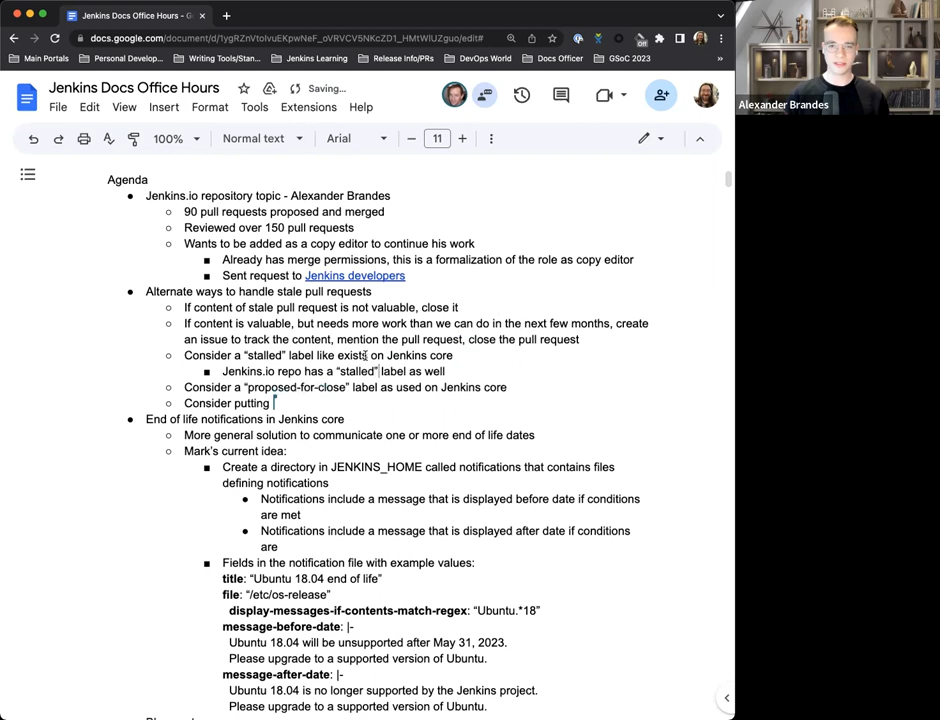 Jenkins Docs Office Hours - G
docs.google.com/document/d/1ygRZnVtolvuEKpwNeF_oVRVCV5NKcZD1_HMtWlUZguo/edit#
Off
Main Portals
Personal Develop...
Writing Tools/Stan...
Jenkins Learning
Release Info/PRs
DevOps World
Docs Officer
GSoC 2023
»
Jenkins Docs Office Hours
Saving...
File Edit View Insert Format Tools Extensions Help
100% Normal text Arial 11
Agenda
● Jenkins.io repository topic - Alexander Brandes
○ 90 pull requests proposed and merged
○ Reviewed over 150 pull requests
○ Wants to be added as a copy editor to continue his work
■ Already has merge permissions, this is a formalization of the role as copy editor
■ Sent request to Jenkins developers
● Alternate ways to handle stale pull requests
○ If content of stale pull request is not valuable, close it
○ If content is valuable, but needs more work than we can do in the next few months, create
an issue to track the content, mention the pull request, close the pull request
○ Consider a “stalled” label like exists on Jenkins core
■ Jenkins.io repo has a “stalled” label as well
○ Consider a “proposed-for-close” label as used on Jenkins core
○ Consider putting
● End of life notifications in Jenkins core
○ More general solution to communicate one or more end of life dates
○ Mark’s current idea:
■ Create a directory in JENKINS_HOME called notifications that contains files
defining notifications
● Notifications include a message that is displayed before date if conditions
are met
● Notifications include a message that is displayed after date if conditions
are
■ Fields in the notification file with example values:
title: “Ubuntu 18.04 end of life”
file: “/etc/os-release”
display-messages-if-contents-match-regex: “Ubuntu.*18”
message-before-date: |-
Ubuntu 18.04 will be unsupported after May 31, 2023.
Please upgrade to a supported version of Ubuntu.
message-after-date: |-
Ubuntu 18.04 is no longer supported by the Jenkins project.
Please upgrade to a supported version of Ubuntu.
Alexander Brandes